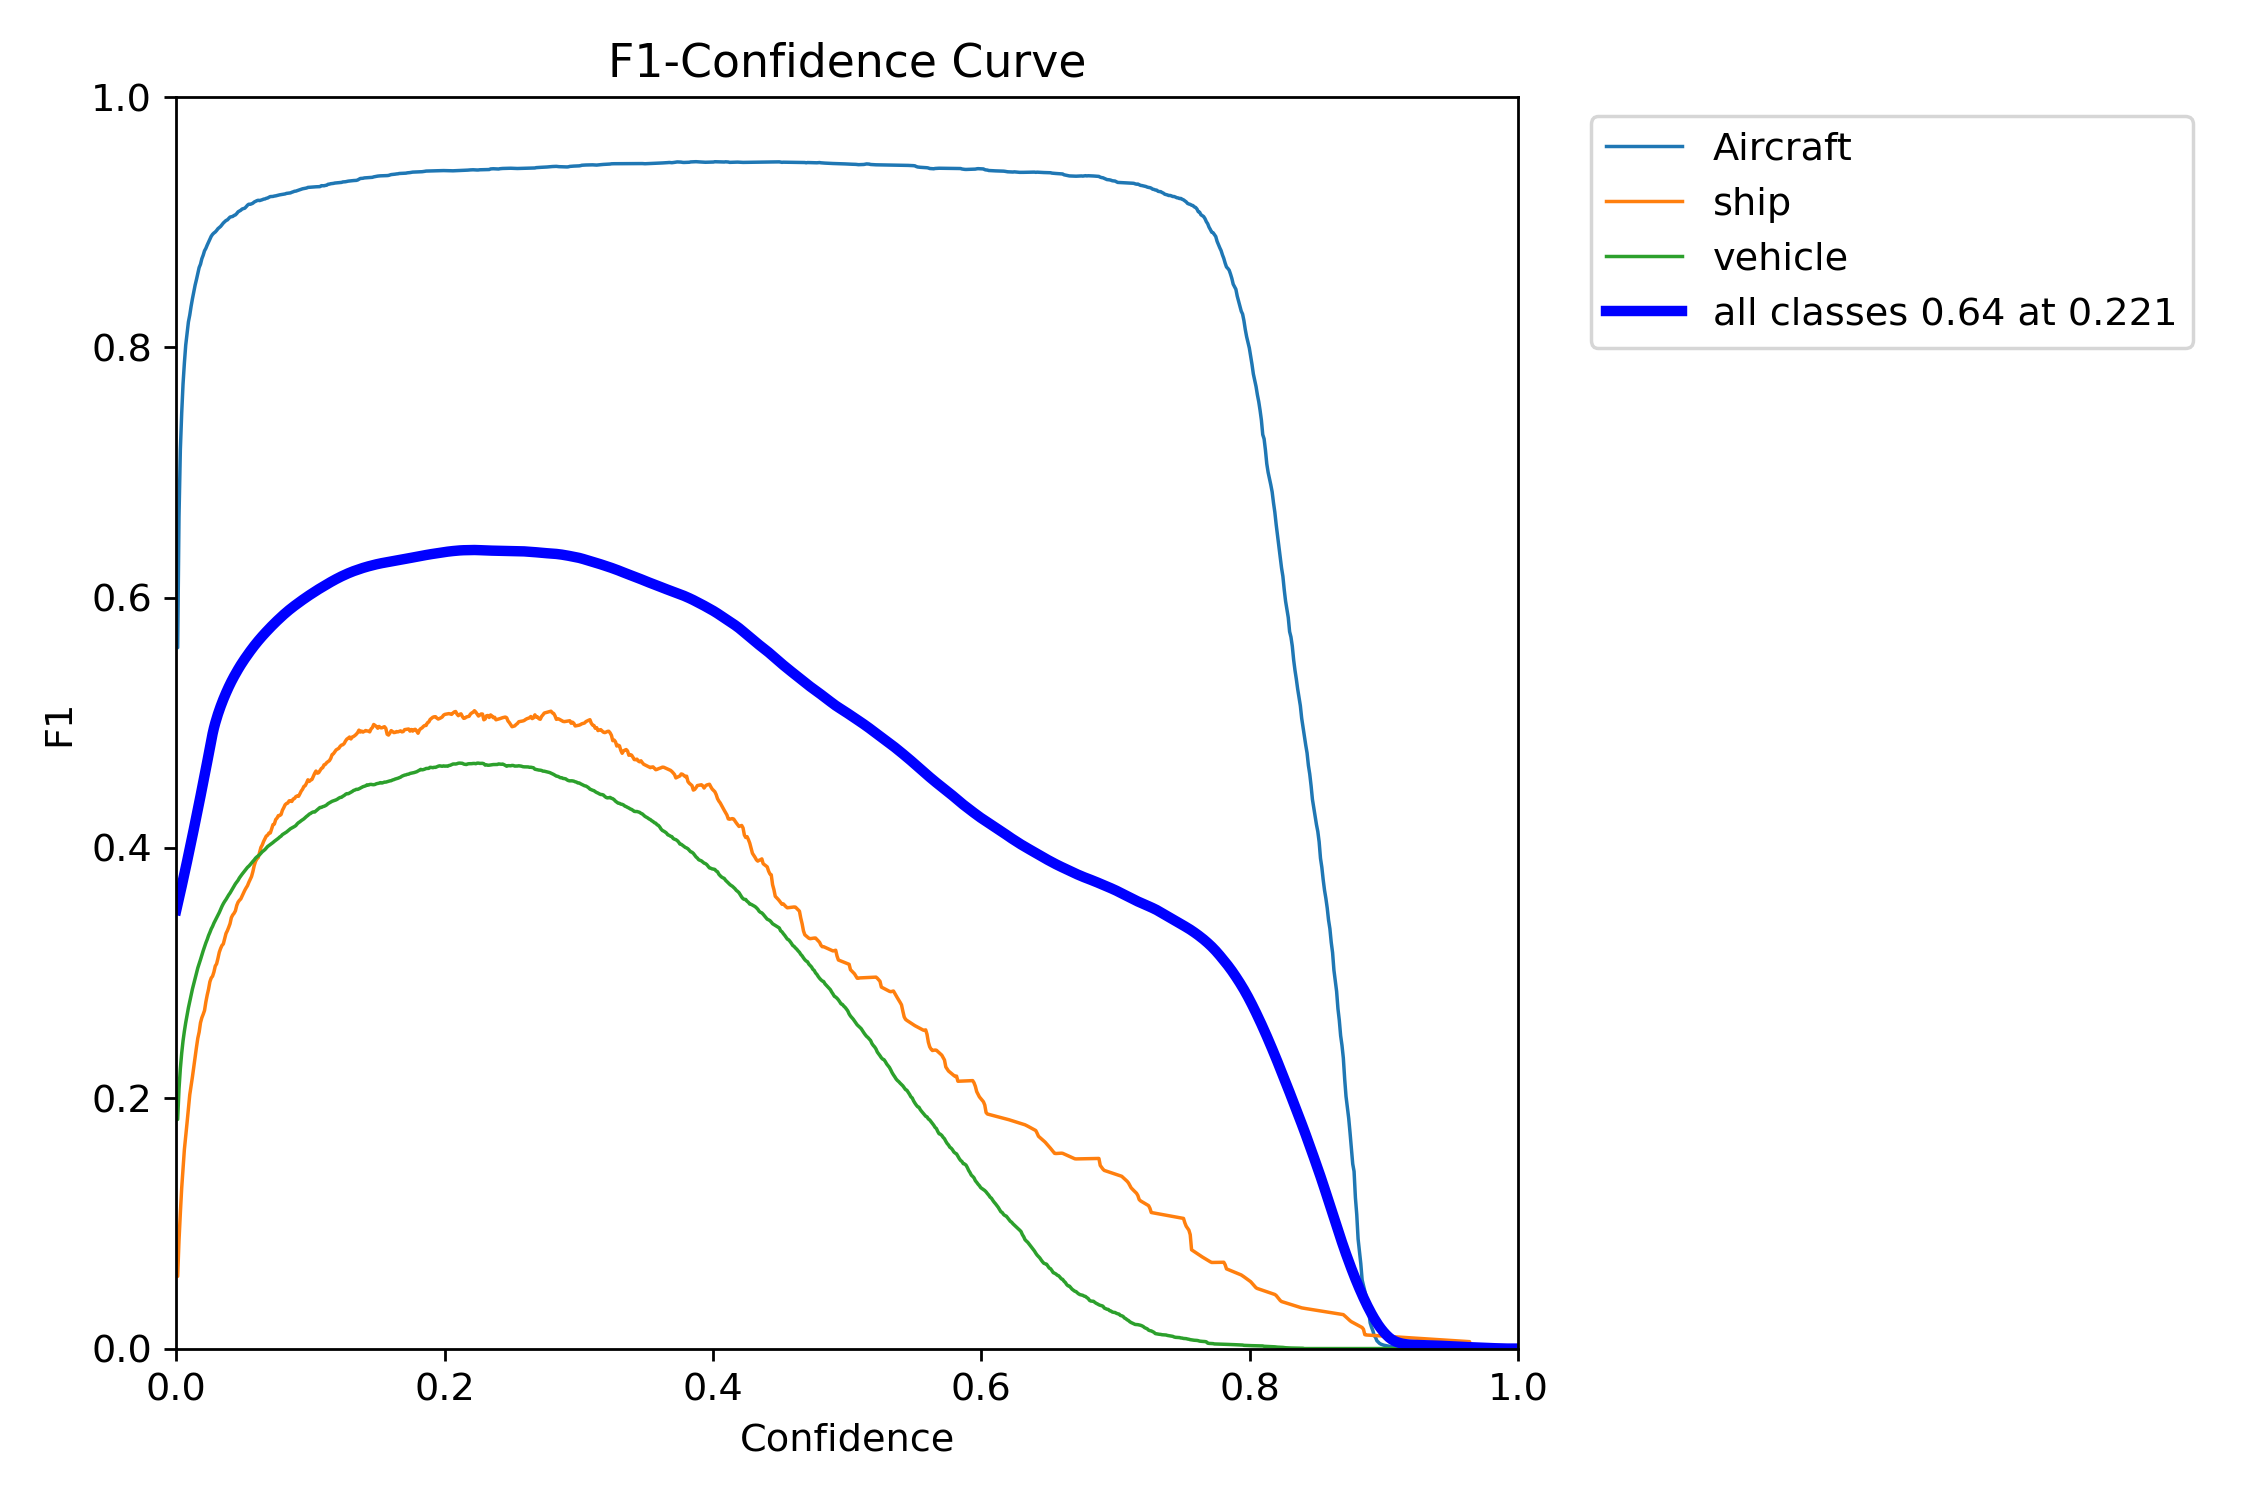 F1-Confidence Curve
1.0
0.8
0.6
0.4
0.2
0.0
F1
0.0 0.2 0.4 0.6 0.8 1.0
Confidence
Aircraft
ship
vehicle
all classes 0.64 at 0.221